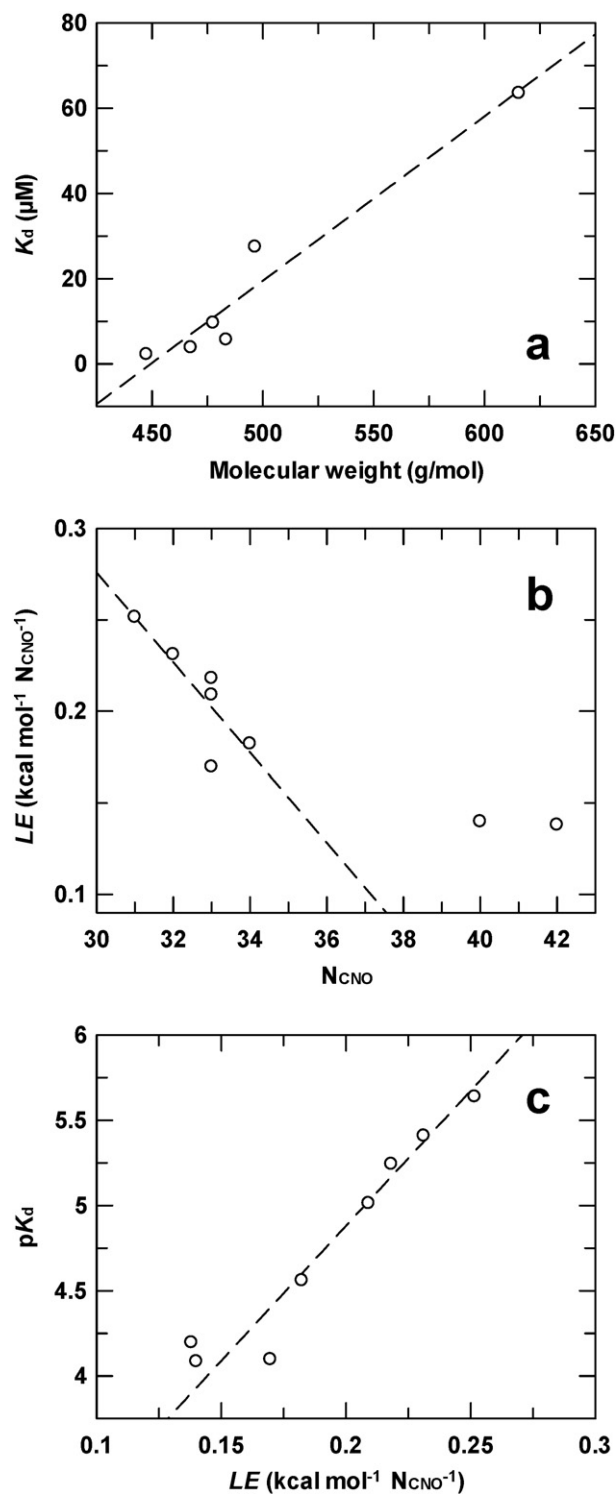 80
60
40
20
0
Kd (µM)
a
450 500 550 600 650
Molecular weight (g/mol)
0.3
0.2
0.1
LE (kcal mol-1 NCNO-1)
b
30 32 34 36 38 40 42
NCNO
6
5.5
5
4.5
4
pKd
c
0.1 0.15 0.2 0.25 0.3
LE (kcal mol-1 NCNO-1)